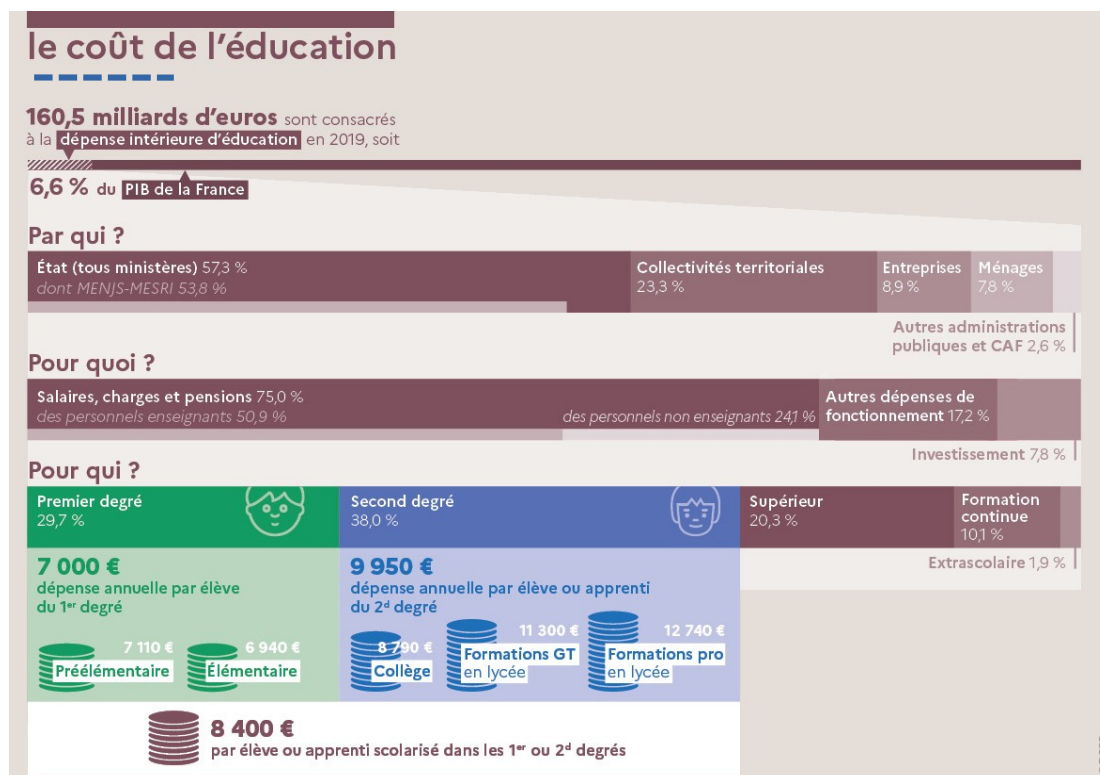 le coût de l'éducation
160,5 milliards d'euros sont consacrés
à la dépense intérieure d'éducation en 2019, soit
6,6 % du PIB de la France
Par qui ?
État (tous ministères) 57,3 %
dont MENJS-MESRI 53,8 %
Collectivités territoriales
23,3 %
Entreprises
8,9 %
Ménages
7,8 %
Autres administrations
publiques et CAF 2,6 %
Pour quoi ?
Salaires, charges et pensions 75,0 %
des personnels enseignants 50,9 %
des personnels non enseignants 24,1 %
Autres dépenses de
fonctionnement 17,2 %
Investissement 7,8 %
Pour qui ?
Premier degré
29,7 %
Second degré
38,0 %
Supérieur
20,3 %
Formation
continue
10,1 %
Extrascolaire 1,9 %
7 000 €
dépense annuelle par élève
du 1er degré
7 110 €
Préélémentaire
6 940 €
Élémentaire
9 950 €
dépense annuelle par élève ou apprenti
du 2d degré
8 790 €
Collège
11 300 €
Formations GT
en lycée
12 740 €
Formations pro
en lycée
8 400 €
par élève ou apprenti scolarisé dans les 1er ou 2d degrés